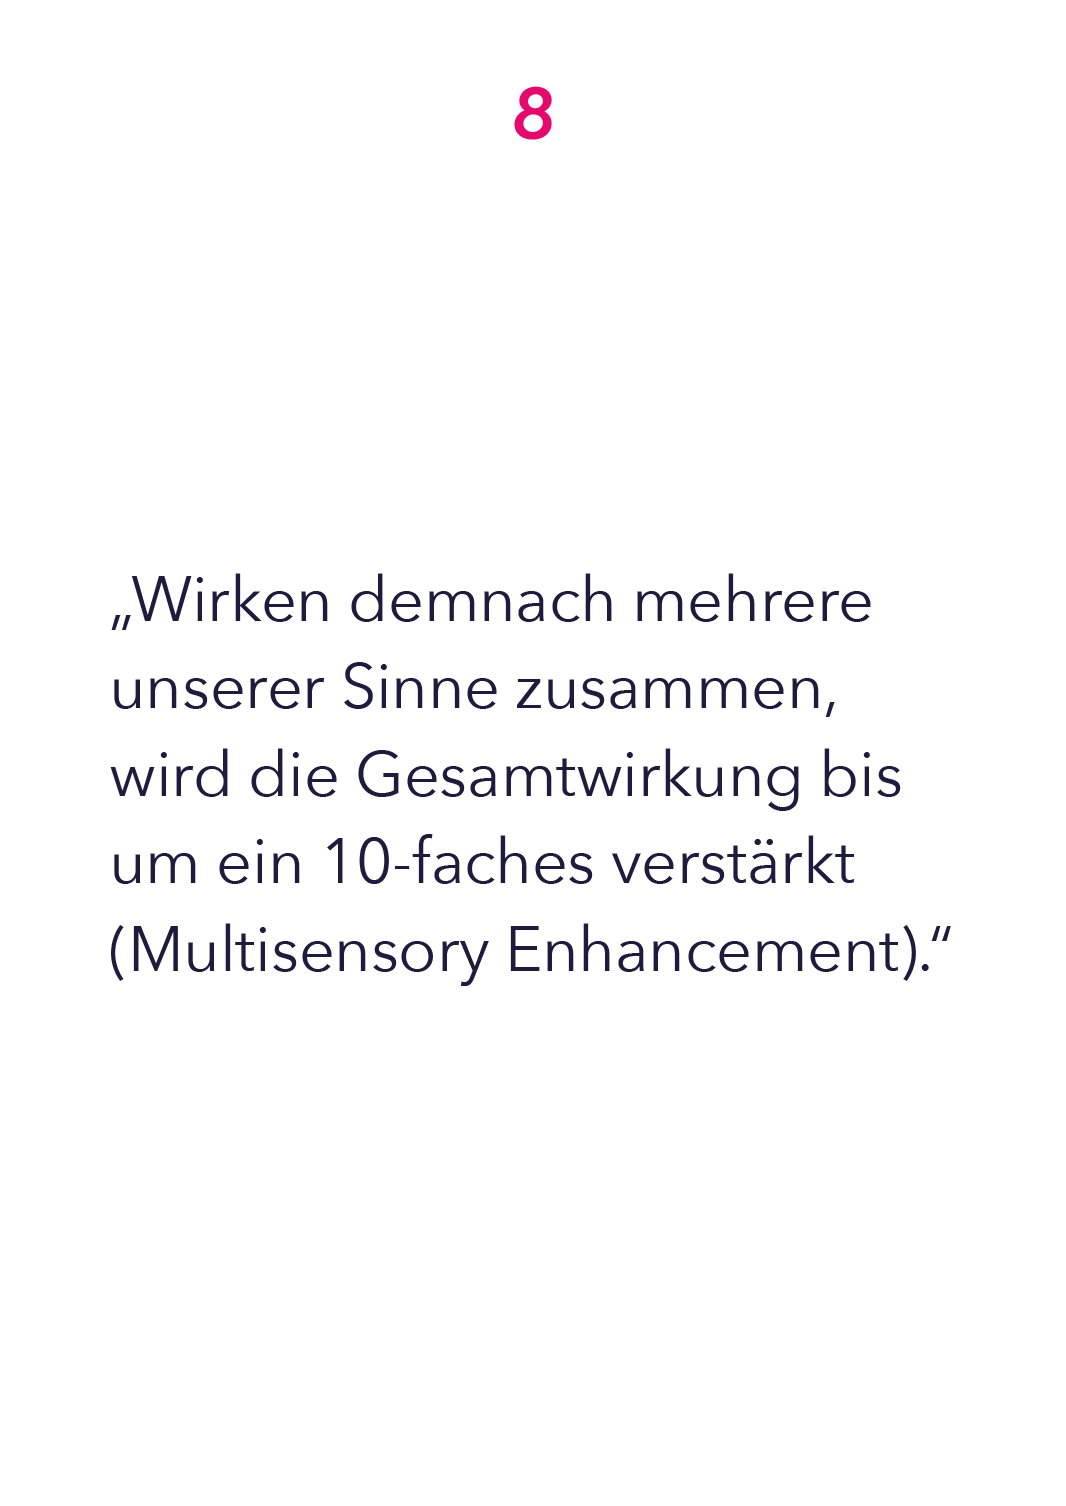 8
„Wirken demnach mehrere
unserer Sinne zusammen,
wird die Gesamtwirkung bis
um ein 10-faches verstärkt
(Multisensory Enhancement).“